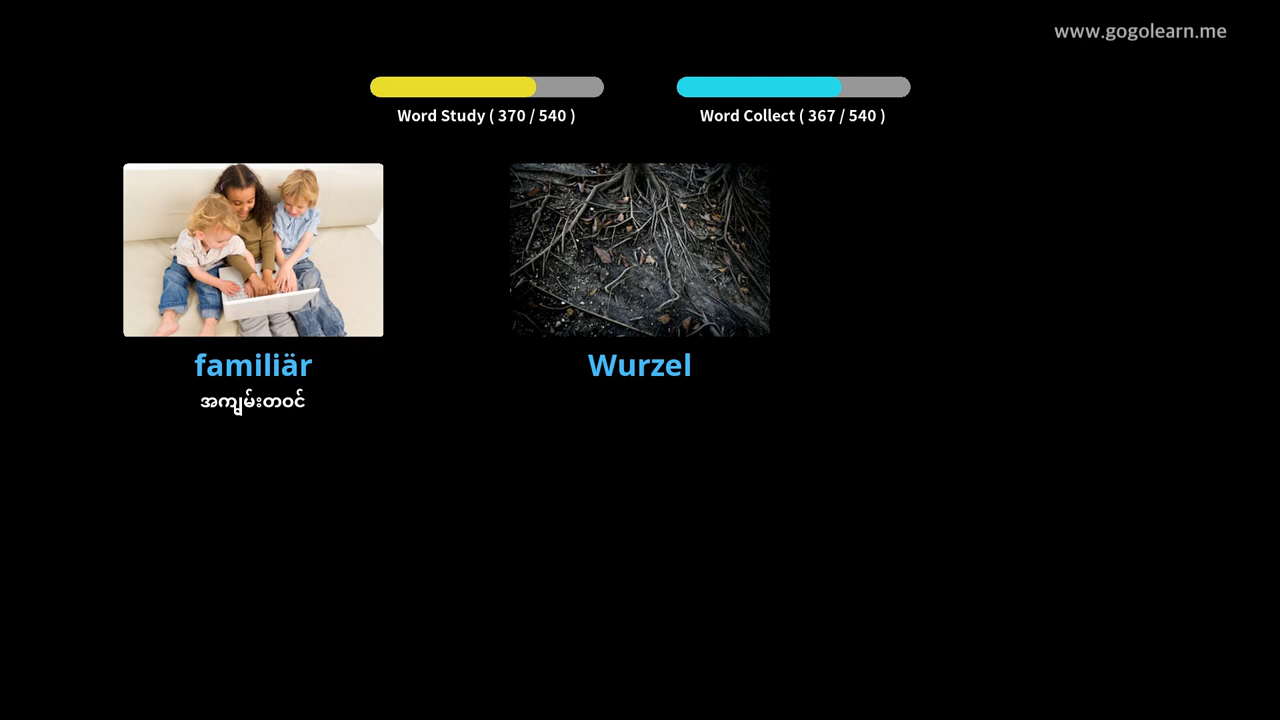 www.gogolearn.me
Word Study ( 370 / 540 )
Word Collect ( 367 / 540 )
familiär
Wurzel
အကျွမ်းတဝင်